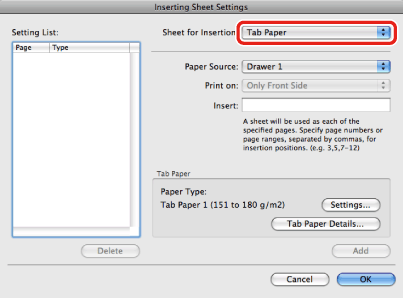 Inserting Sheet Settings
Setting List:
Page Type
Sheet for Insertion: Tab Paper
Paper Source: Drawer 1
Print on: Only Front Side
Insert:
A sheet will be used as each of the
specified pages. Specify page numbers or
page ranges, separated by commas, for
insertion positions. (e.g. 3,5,7-12)
Tab Paper
Paper Type:
Tab Paper 1 (151 to 180 g/m2) Settings...
Tab Paper Details...
Delete Add
Cancel OK